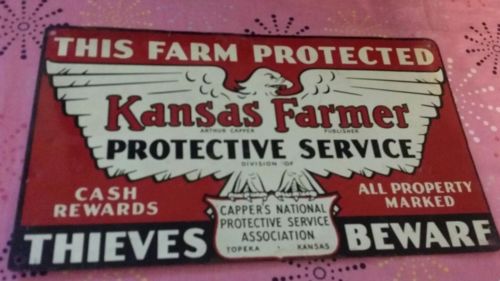 THIS FARM PROTECTED
Kansas Farmer
ARTHUR CAPPER PUBLISHER
PROTECTIVE SERVICE
DIVISION OF
CASH
REWARDS
CAPPER'S NATIONAL
PROTECTIVE SERVICE
ASSOCIATION
TOPEKA KANSAS
ALL PROPERTY
MARKED
THIEVES BEWARE